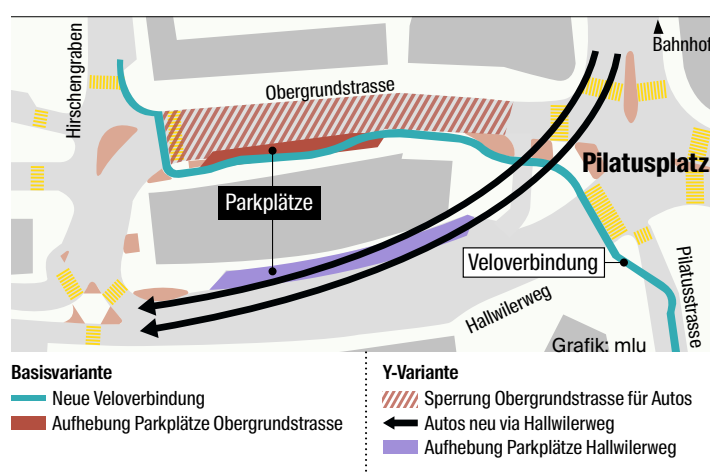 Bahnhof
Hirschengraben
Obergrundstrasse
Pilatusplatz
Parkplätze
Veloverbindung
Pilatusstrasse
Hallwilerweg
Grafik: mlu
Basisvariante
Neue Veloverbindung
Aufhebung Parkplätze Obergrundstrasse
Y-Variante
Sperrung Obergrundstrasse für Autos
Autos neu via Hallwilerweg
Aufhebung Parkplätze Hallwilerweg